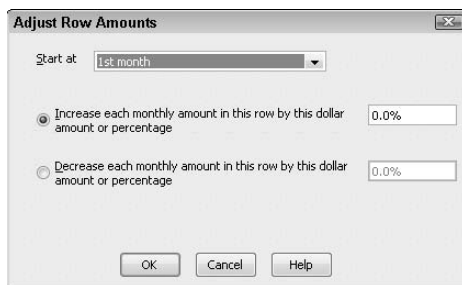 Adjust Row Amounts
Start at
1st month
Increase each monthly amount in this row by this dollar
amount or percentage
0.0%
Decrease each monthly amount in this row by this dollar
amount or percentage
0.0%
OK
Cancel
Help